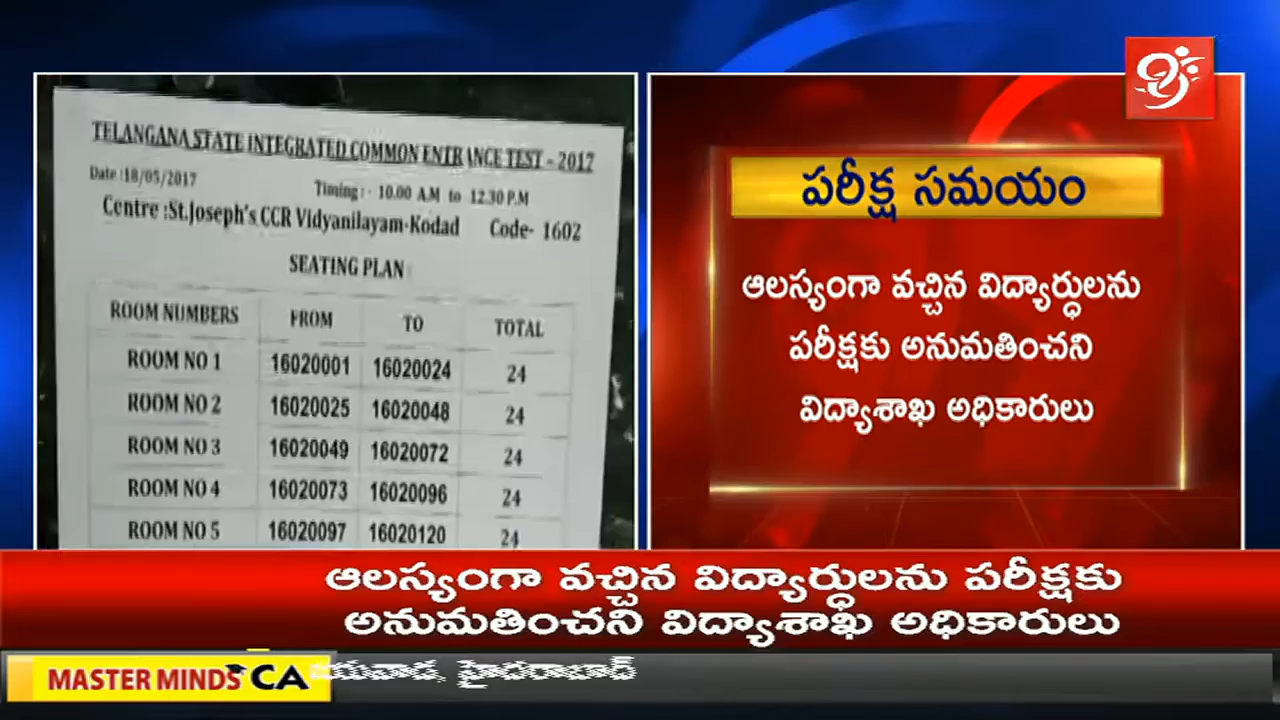 TELANGANA STATE INTEGRATED COMMON ENTRANCE TEST - 2017
Date :18/05/2017 Timing:- 10.00 A.M to 12.30 P.M
Centre :St.Joseph's CCR Vidyanilayam-Kodad Code- 1602
SEATING PLAN
ROOM NUMBERS FROM TO TOTAL
ROOM NO 1 16020001 16020024 24
ROOM NO 2 16020025 16020048 24
ROOM NO 3 16020049 16020072 24
ROOM NO 4 16020073 16020096 24
ROOM NO 5 16020097 16020120 24
పరీక్ష సమయం
ఆలస్యంగా వచ్చిన విద్యార్థులను
పరీక్షకు అనుమతించని
విద్యాశాఖ అధికారులు
ఆలస్యంగా వచ్చిన విద్యార్థులను పరీక్షకు
అనుమతించని విద్యాశాఖ అధికారులు
MASTER MINDS CA
హైదరాబాద్